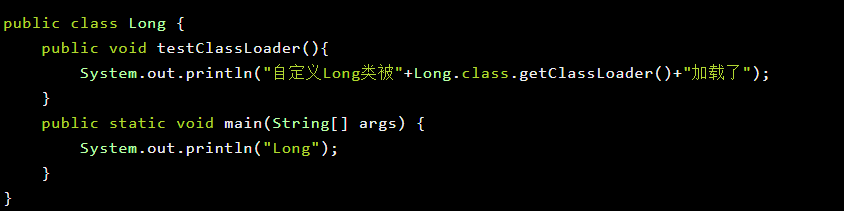 public class Long {
    public void testClassLoader(){
        System.out.println("自定义Long类被"+Long.class.getClassLoader()+"加载了");
    }
    public static void main(String[] args) {
        System.out.println("Long");
    }
}